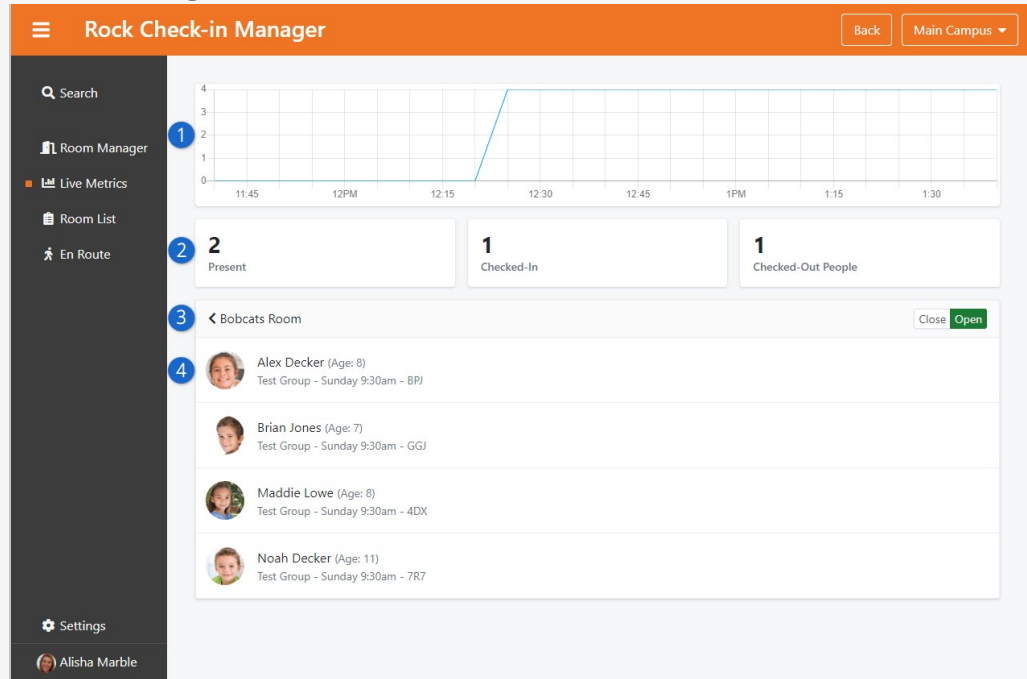 Rock Check-in Manager
Back
Main Campus
Search
Room Manager
Live Metrics
Room List
En Route
Settings
Alisha Marble
1
4
3
2
1
0
11:45 12PM 12:15 12:30 12:45 1PM 1:15 1:30
2
2 1 1
Present Checked-In Checked-Out People
3
Bobcats Room
Close Open
4
Alex Decker (Age: 8)
Test Group - Sunday 9:30am - BPJ
Brian Jones (Age: 7)
Test Group - Sunday 9:30am - GGJ
Maddie Lowe (Age: 8)
Test Group - Sunday 9:30am - 4DX
Noah Decker (Age: 11)
Test Group - Sunday 9:30am - 7R7